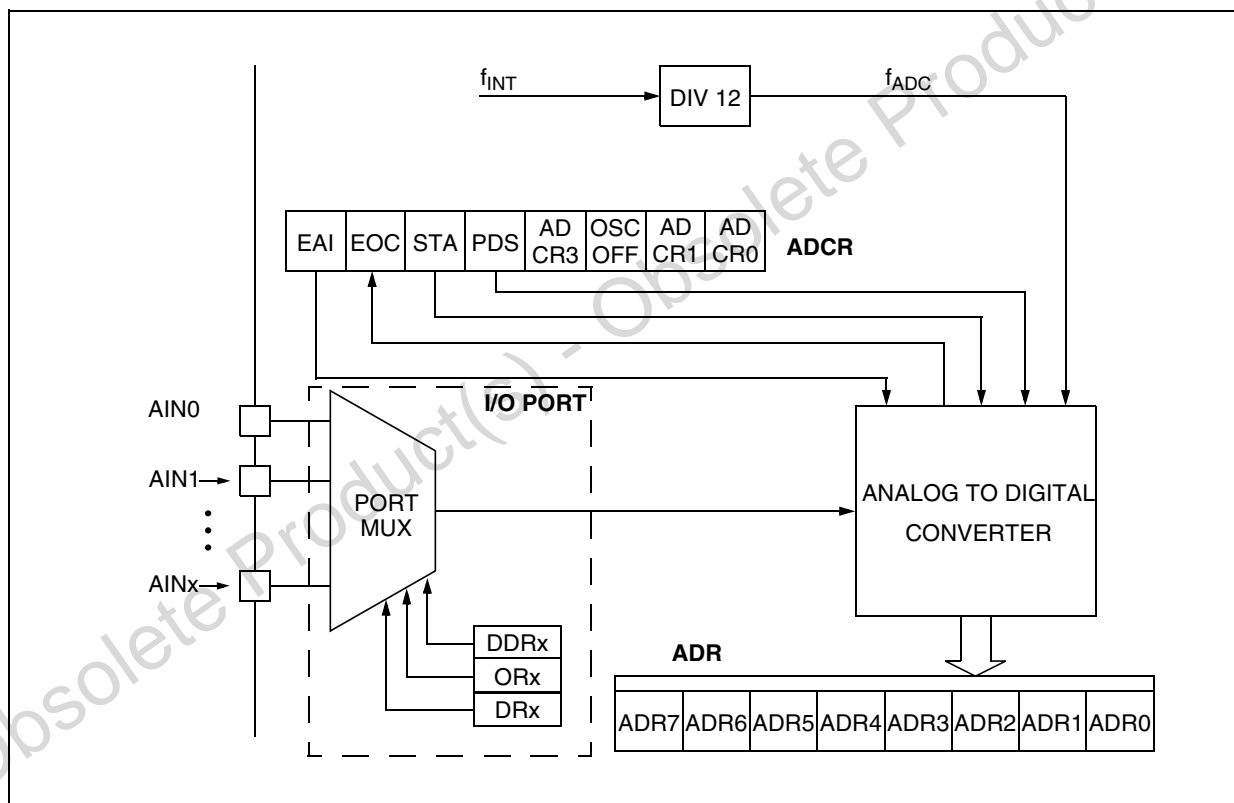 fINT
DIV 12
fADC
EAI EOC STA PDS AD CR3 OSC OFF AD CR1 AD CR0
ADCR
I/O PORT
AIN0
AIN1
AINx
PORT
MUX
ANALOG TO DIGITAL
CONVERTER
DDRx
ORx
DRx
ADR
ADR7 ADR6 ADR5 ADR4 ADR3 ADR2 ADR1 ADR0
Obsolete Product(s) - Obsolete Product